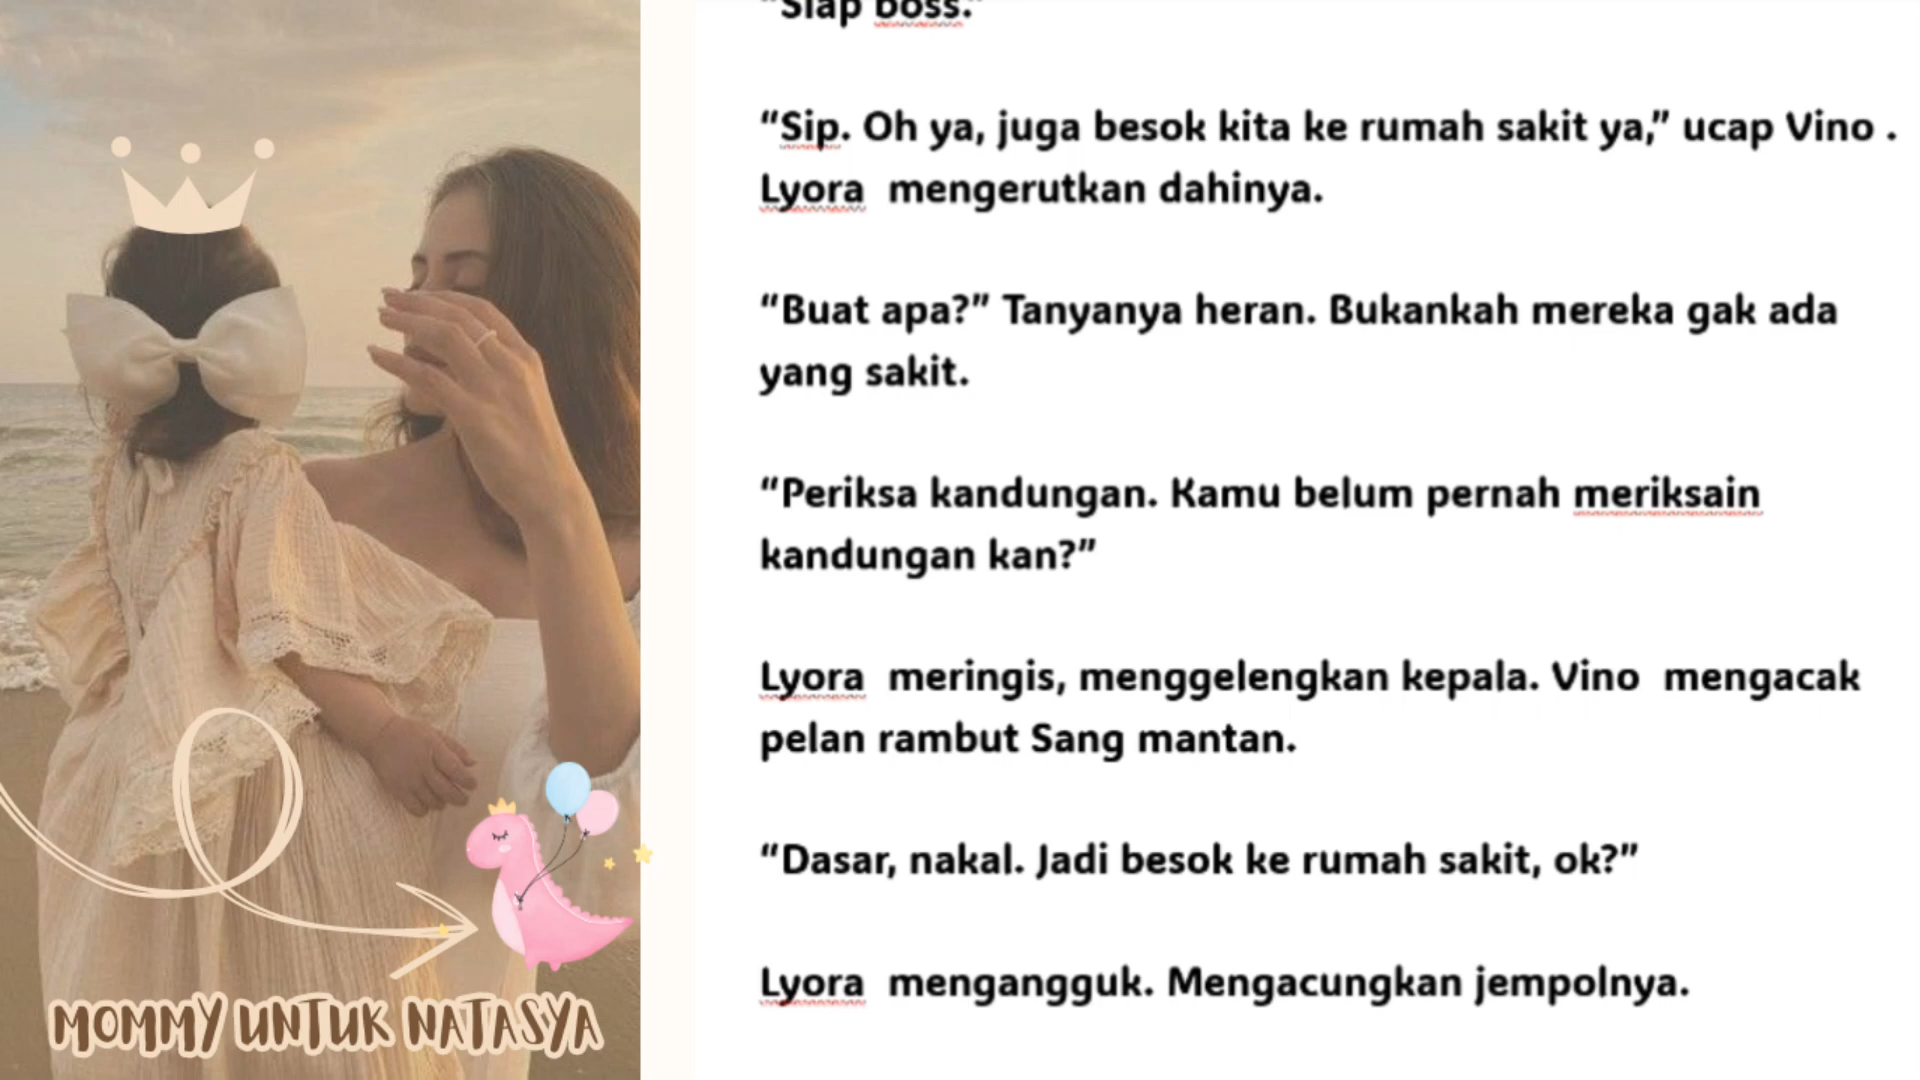 “Siap boss.”
“Sip. Oh ya, juga besok kita ke rumah sakit ya,” ucap Vino .
Lyora  mengerutkan dahinya.
“Buat apa?” Tanyanya heran. Bukankah mereka gak ada
yang sakit.
“Periksa kandungan. Kamu belum pernah meriksain
kandungan kan?”
Lyora  meringis, menggelengkan kepala. Vino  mengacak
pelan rambut Sang mantan.
“Dasar, nakal. Jadi besok ke rumah sakit, ok?”
Lyora  mengangguk. Mengacungkan jempolnya.
MOMMY UNTUK NATASYA